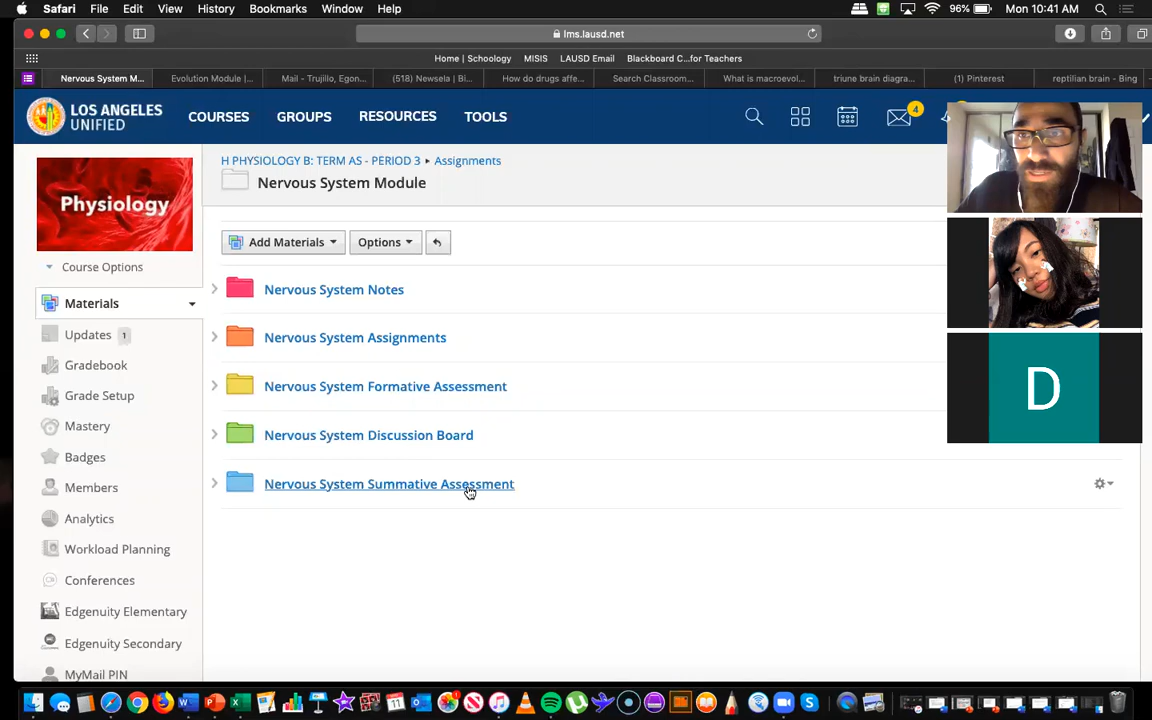 Safari File Edit View History Bookmarks Window Help 96% Mon 10:41 AM
lms.lausd.net
Home | Schoology MISIS LAUSD Email Blackboard C...for Teachers
Nervous System M... Evolution Module |... Mail - Trujillo, Egon... (518) Newsela | Bi... How do drugs affe... Search Classroom... What is macroevol... triune brain diagra... (1) Pinterest reptilian brain - Bing
LOS ANGELES
UNIFIED
COURSES GROUPS RESOURCES TOOLS
4
H PHYSIOLOGY B: TERM AS - PERIOD 3 ▸ Assignments
Nervous System Module
Physiology
Add Materials Options
Course Options
Materials
Updates 1
Gradebook
Grade Setup
Mastery
Badges
Members
Analytics
Workload Planning
Conferences
Edgenuity Elementary
Edgenuity Secondary
MyMail PIN
Nervous System Notes
Nervous System Assignments
Nervous System Formative Assessment
Nervous System Discussion Board
Nervous System Summative Assessment
D